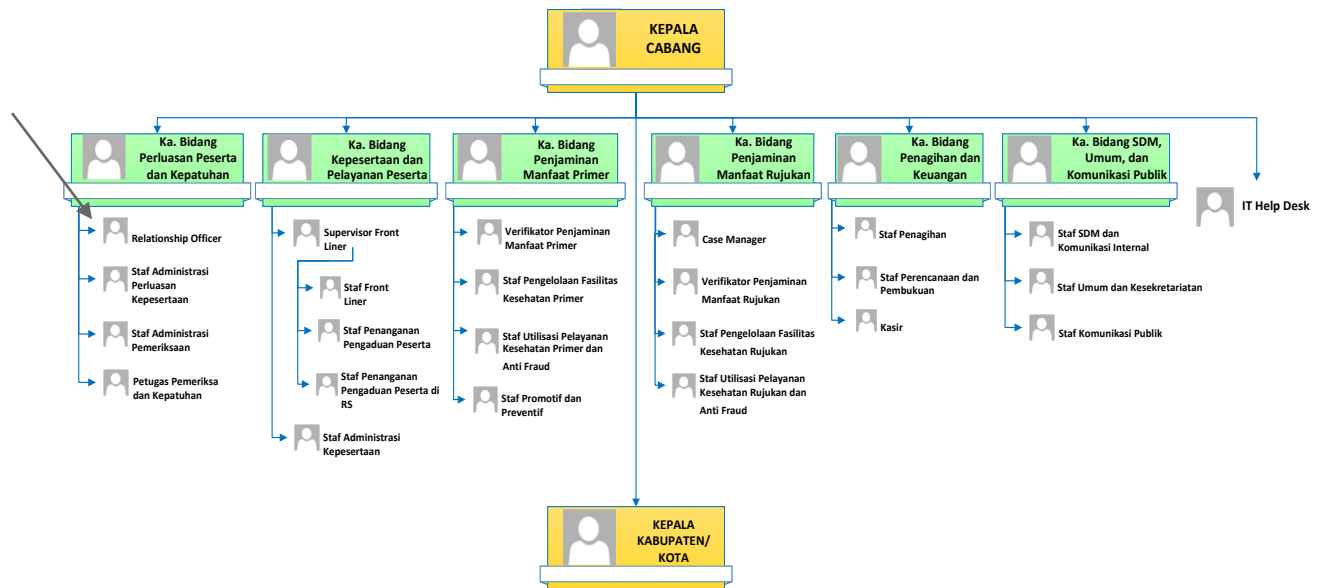 KEPALA
CABANG
Ka. Bidang
Perluasan Peserta
dan Kepatuhan
Ka. Bidang
Kepesertaan dan
Pelayanan Peserta
Ka. Bidang
Penjaminan
Manfaat Primer
Ka. Bidang
Penjaminan
Manfaat Rujukan
Ka. Bidang
Penagihan dan
Keuangan
Ka. Bidang SDM,
Umum, dan
Komunikasi Publik
IT Help Desk
Relationship Officer
Staf Administrasi
Perluasan
Kepesertaan
Staf Administrasi
Pemeriksaan
Petugas Pemeriksa
dan Kepatuhan
Supervisor Front
Liner
Staf Front
Liner
Staf Penanganan
Pengaduan Peserta
Staf Penanganan
Pengaduan Peserta di
RS
Staf Administrasi
Kepesertaan
Verifikator Penjaminan
Manfaat Primer
Staf Pengelolaan Fasilitas
Kesehatan Primer
Staf Utilisasi Pelayanan
Kesehatan Primer dan
Anti Fraud
Staf Promotif dan
Preventif
Case Manager
Verifikator Penjaminan
Manfaat Rujukan
Staf Pengelolaan Fasilitas
Kesehatan Rujukan
Staf Utilisasi Pelayanan
Kesehatan Rujukan dan
Anti Fraud
Staf Penagihan
Staf Perencanaan dan
Pembukuan
Kasir
Staf SDM dan
Komunikasi Internal
Staf Umum dan Kesekretariatan
Staf Komunikasi Publik
KEPALA
KABUPATEN/
KOTA